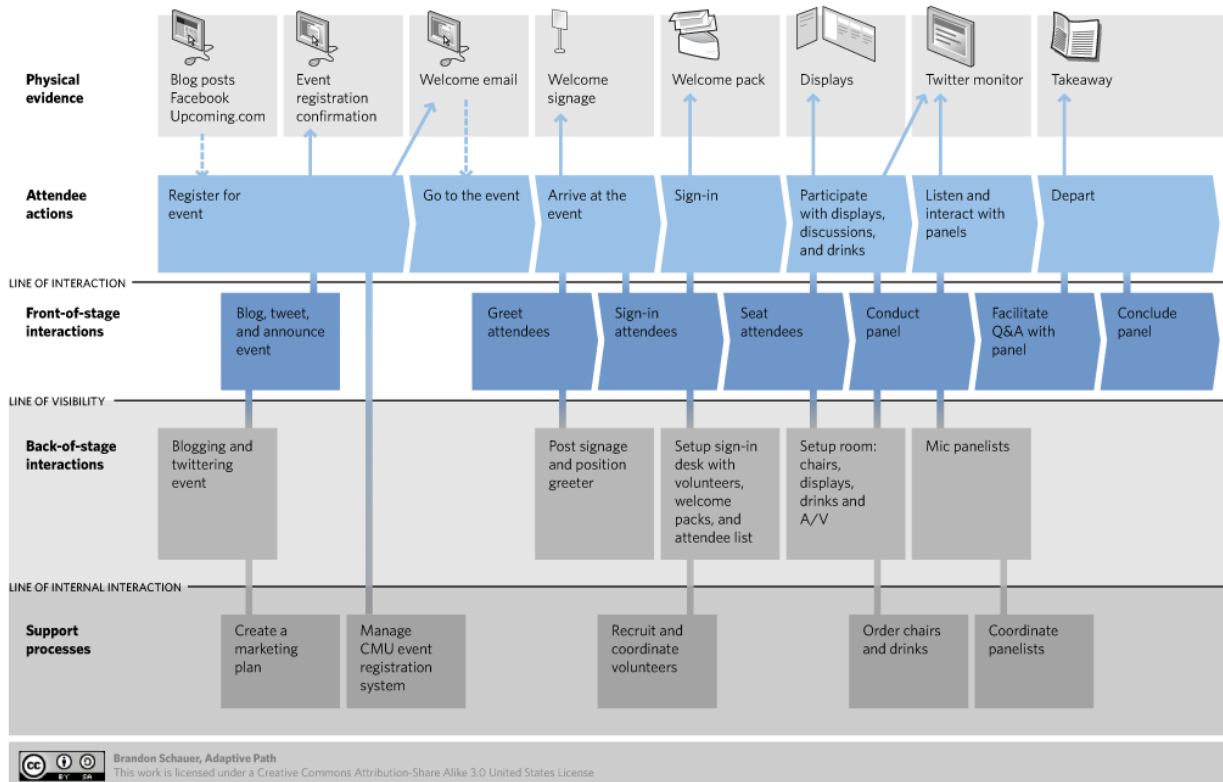 Physical
evidence
Blog posts
Facebook
Upcoming.com
Event
registration
confirmation
Welcome email
Welcome
signage
Welcome pack
Displays
Twitter monitor
Takeaway
Attendee
actions
Register for
event
Go to the event
Arrive at the
event
Sign-in
Participate
with displays,
discussions,
and drinks
Listen and
interact with
panels
Depart
LINE OF INTERACTION
Front-of-stage
interactions
Blog, tweet,
and announce
event
Greet
attendees
Sign-in
attendees
Seat
attendees
Conduct
panel
Facilitate
Q&A with
panel
Conclude
panel
LINE OF VISIBILITY
Back-of-stage
interactions
Blogging and
twittering
event
Post signage
and position
greeter
Setup sign-in
desk with
volunteers,
welcome
packs, and
attendee list
Setup room:
chairs,
displays,
drinks and
A/V
Mic panelists
LINE OF INTERNAL INTERACTION
Support
processes
Create a
marketing
plan
Manage
CMU event
registration
system
Recruit and
coordinate
volunteers
Order chairs
and drinks
Coordinate
panelists
cc
BY SA
Brandon Schauer, Adaptive Path
This work is licensed under a Creative Commons Attribution-Share Alike 3.0 United States License